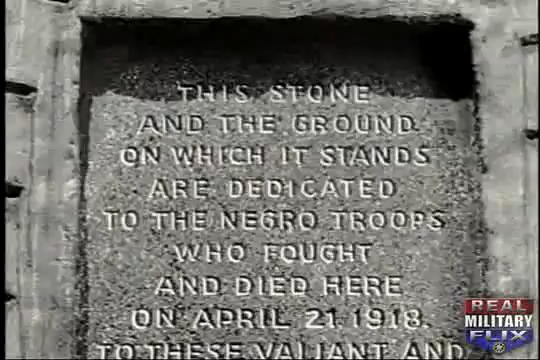 THIS STONE
AND THE GROUND
ON WHICH IT STANDS
ARE DEDICATED
TO THE NEGRO TROOPS
WHO FOUGHT
AND DIED HERE
ON APRIL 21 1918.
TO THESE VALIANT AND
REAL
MILITARY
FLIX